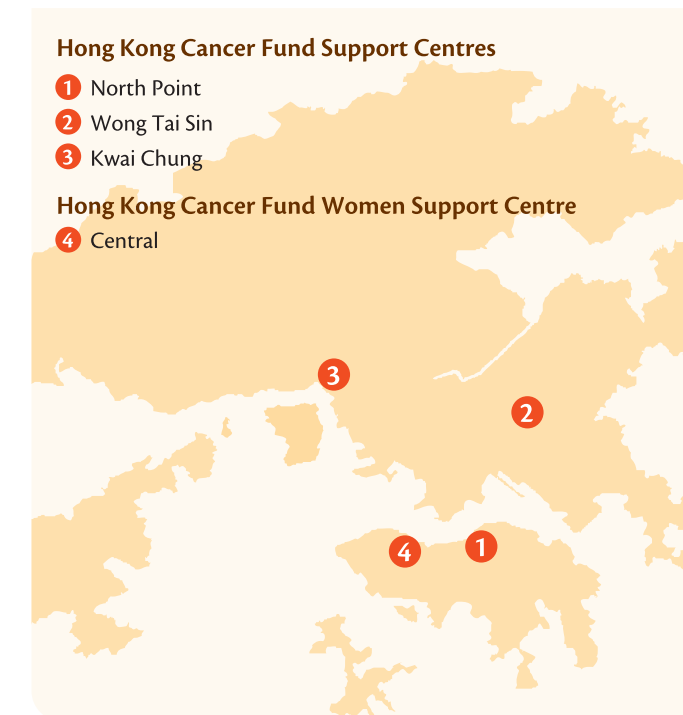 Hong Kong Cancer Fund Support Centres
1 North Point
2 Wong Tai Sin
3 Kwai Chung
Hong Kong Cancer Fund Women Support Centre
4 Central
3
2
4
1